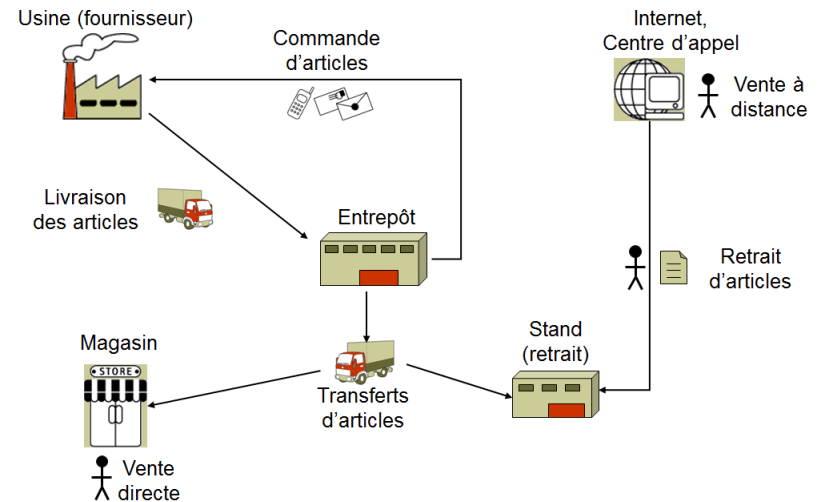 Usine (fournisseur)
Commande
d'articles
Internet,
Centre d'appel
Vente à
distance
Livraison
des articles
Entrepôt
Retrait
d'articles
Magasin
STORE
Stand
(retrait)
Transferts
d'articles
Vente
directe